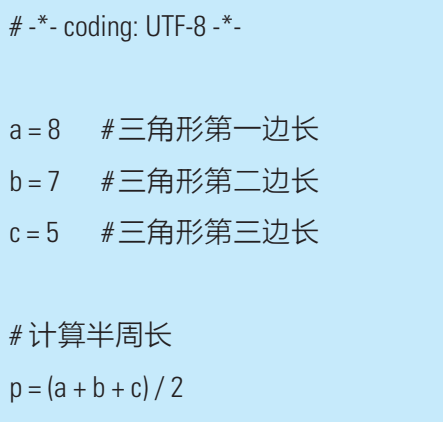 # -*- coding: UTF-8 -*-
a = 8 #三角形第一边长
b = 7 #三角形第二边长
c = 5 #三角形第三边长
# 计算半周长
p = (a + b + c) / 2